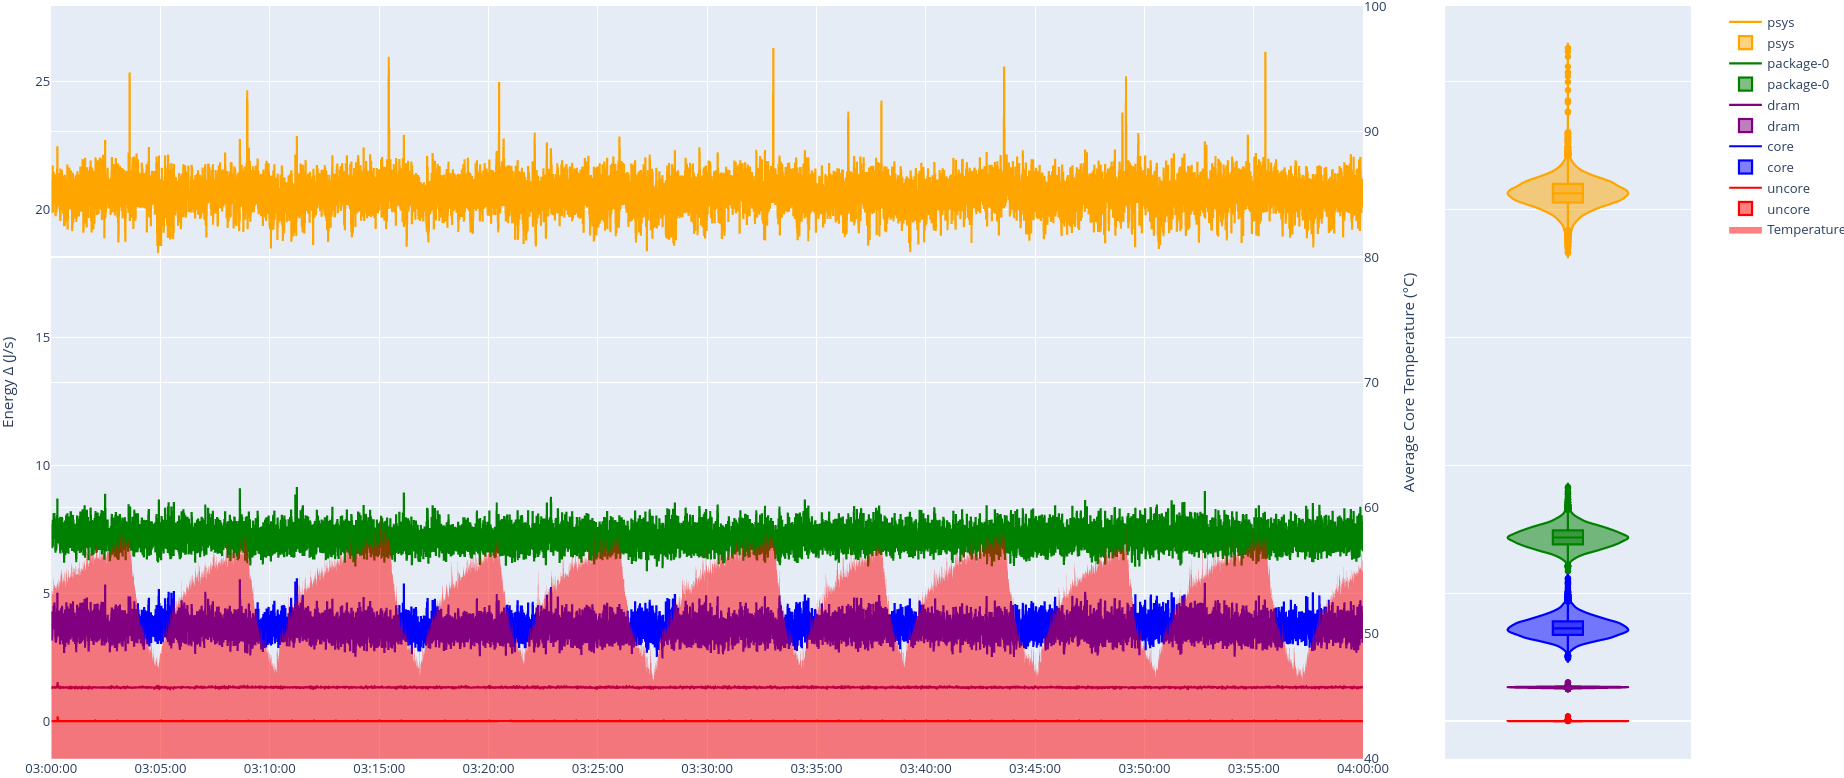 Energy Δ (J/s)
25
20
15
10
5
0
03:00:00
03:05:00
03:10:00
03:15:00
03:20:00
03:25:00
03:30:00
03:35:00
03:40:00
03:45:00
03:50:00
03:55:00
04:00:00
100
90
80
70
60
50
40
Average Core Temperature (°C)
psys
psys
package-0
package-0
dram
dram
core
core
uncore
uncore
Temperature